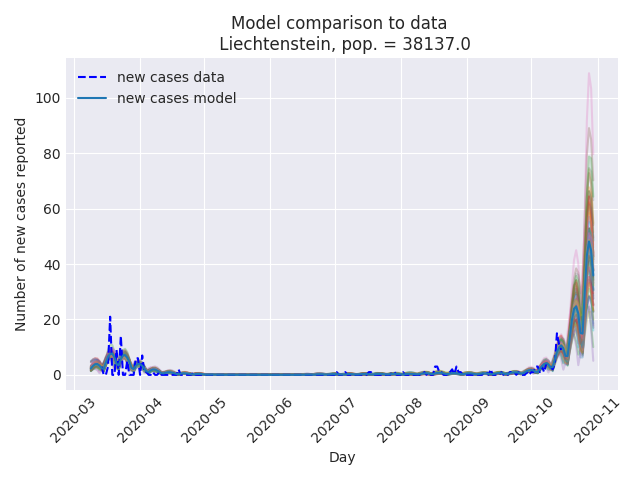 Model comparison to data
Liechtenstein, pop. = 38137.0
new cases data
new cases model
Number of new cases reported
100
80
60
40
20
0
2020-03
2020-04
2020-05
2020-06
2020-07
2020-08
2020-09
2020-10
2020-11
Day